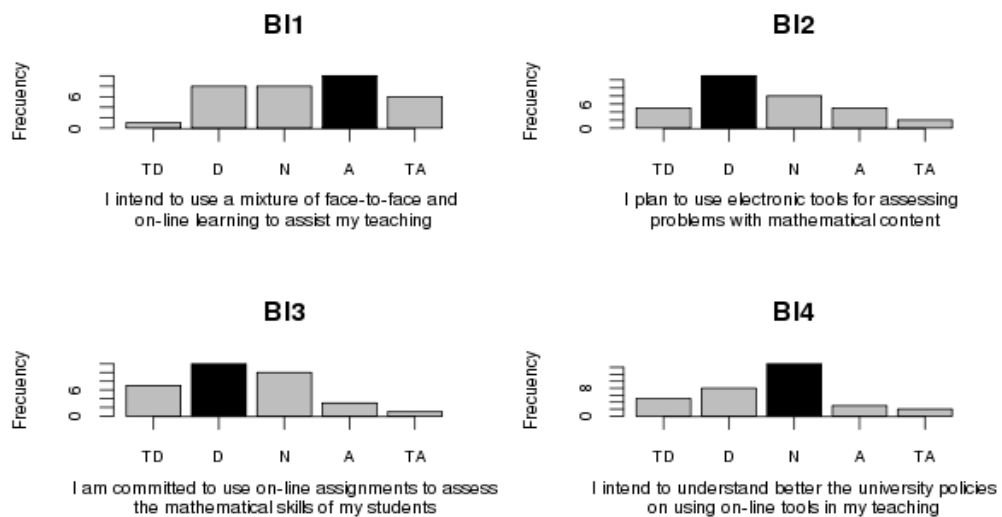 BI1
Frecuency
6
0
TD D N A TA
I intend to use a mixture of face-to-face and
on-line learning to assist my teaching
BI2
Frecuency
6
0
TD D N A TA
I plan to use electronic tools for assessing
problems with mathematical content
BI3
Frecuency
6
0
TD D N A TA
I am committed to use on-line assignments to assess
the mathematical skills of my students
BI4
Frecuency
8
0
TD D N A TA
I intend to understand better the university policies
on using on-line tools in my teaching